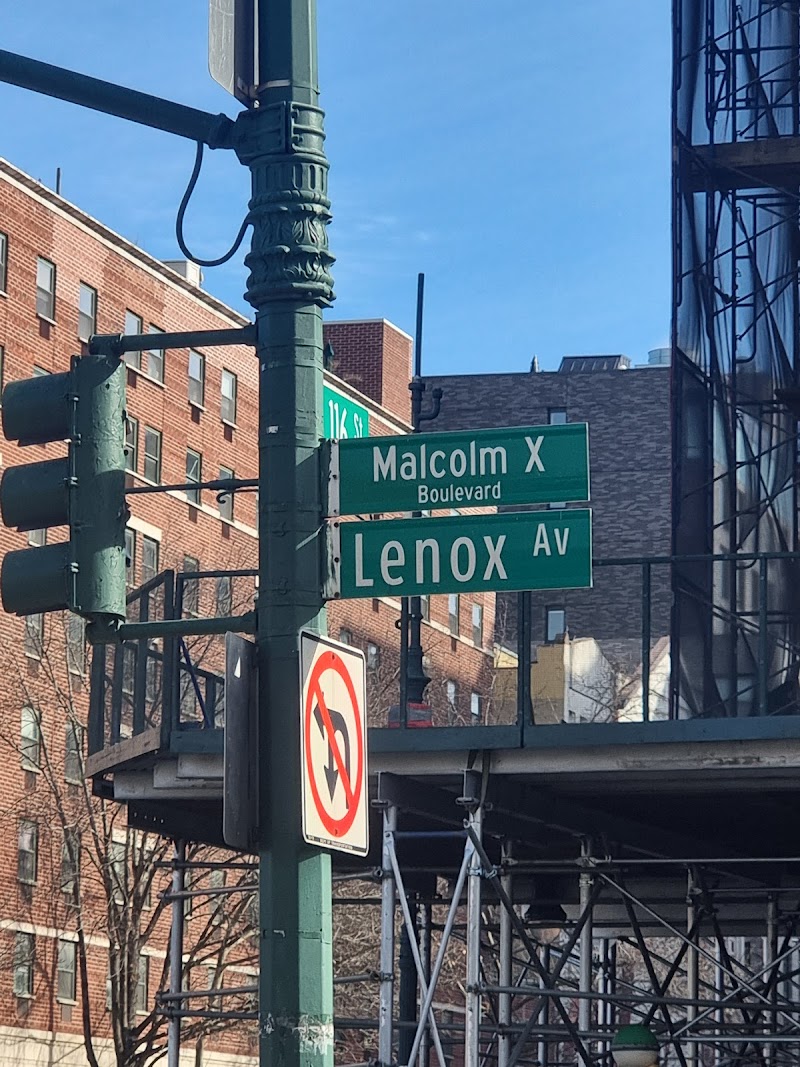 116 St
Malcolm X
Boulevard
Lenox Av